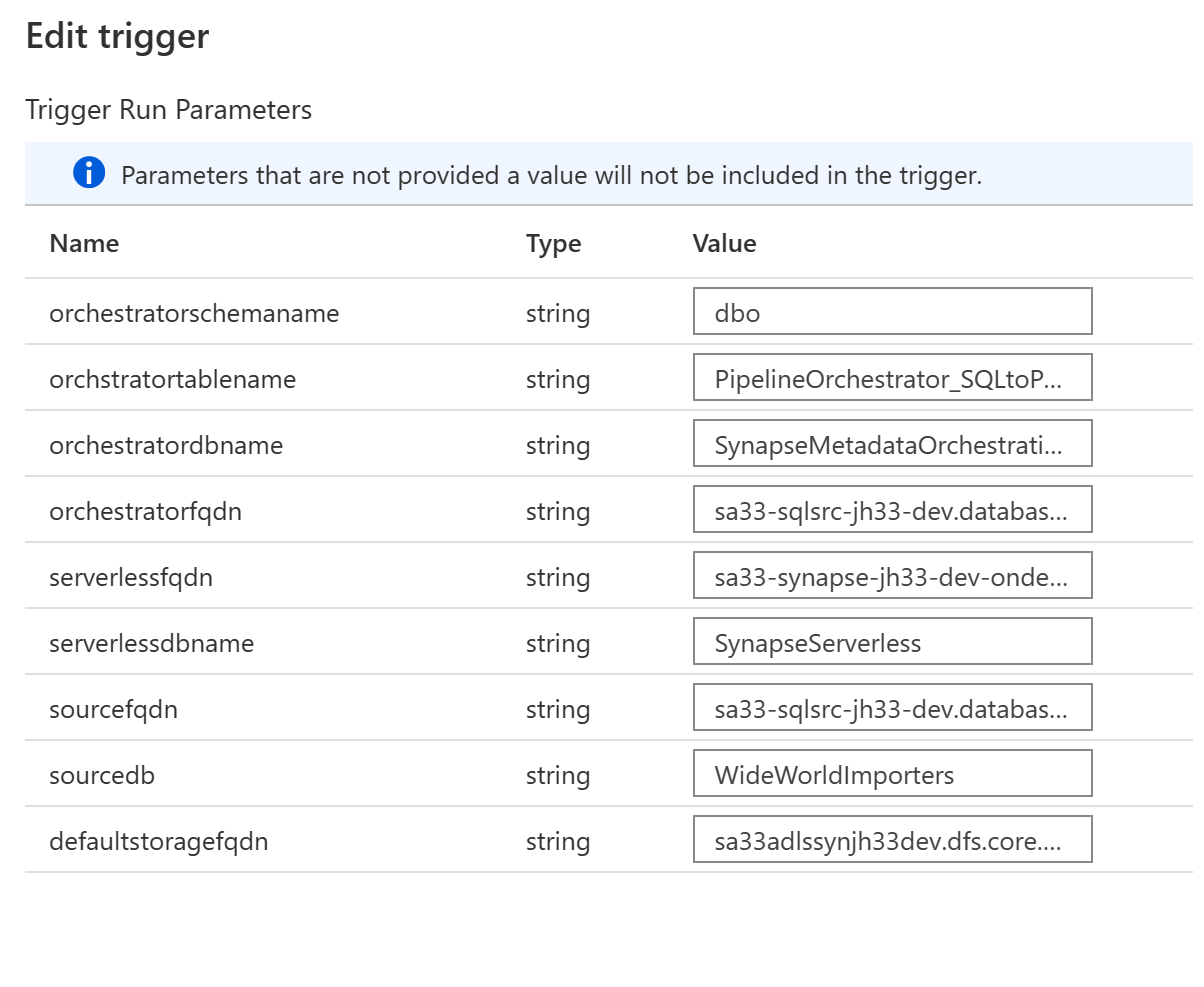 Edit trigger
Trigger Run Parameters
Parameters that are not provided a value will not be included in the trigger.
Name Type Value
orchestratorschemaname string dbo
orchstratortablename string PipelineOrchestrator_SQLtoP...
orchestratordbname string SynapseMetadataOrchestrati...
orchestratorfqdn string sa33-sqlsrc-jh33-dev.databas...
serverlessfqdn string sa33-synapse-jh33-dev-onde...
serverlessdbname string SynapseServerless
sourcefqdn string sa33-sqlsrc-jh33-dev.databas...
sourcedb string WideWorldImporters
defaultstoragefqdn string sa33adlssynjh33dev.dfs.core....